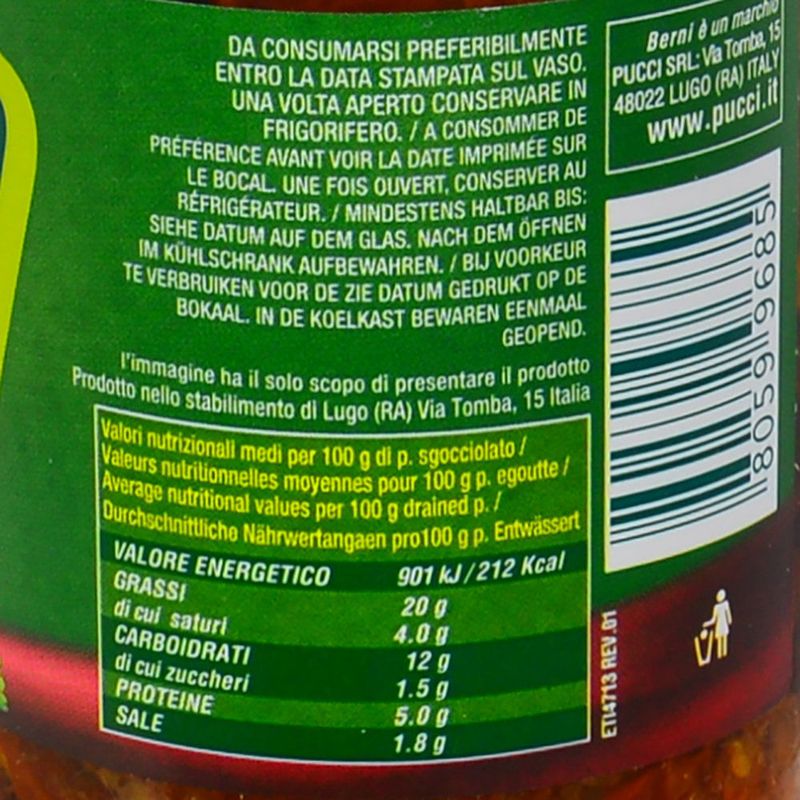 DA CONSUMARSI PREFERIBILMENTE
ENTRO LA DATA STAMPATA SUL VASO.
UNA VOLTA APERTO CONSERVARE IN
FRIGORIFERO. / A CONSOMMER DE
PRÉFÉRENCE AVANT VOIR LA DATE IMPRIMÉE SUR
LE BOCAL. UNE FOIS OUVERT, CONSERVER AU
RÉFRIGÉRATEUR. / MINDESTENS HALTBAR BIS:
SIEHE DATUM AUF DEM GLAS. NACH DEM ÖFFNEN
IM KÜHLSCHRANK AUFBEWAHREN. / BIJ VOORKEUR
TE VERBRUIKEN VOOR DE ZIE DATUM GEDRUKT OP DE
BOKAAL. IN DE KOELKAST BEWAREN EENMAAL
GEOPEND.
l'immagine ha il solo scopo di presentare il prodotto
Prodotto nello stabilimento di Lugo (RA) Via Tomba, 15 Italia
Valori nutrizionali medi per 100 g di p. sgocciolato /
Valeurs nutritionnelles moyennes pour 100 g p. egoutte /
Average nutritional values per 100 g drained p. /
Durchschnittliche Nährwertangaen pro100 g p. Entwässert
VALORE ENERGETICO 901 kJ/212 Kcal
GRASSI 20 g
di cui saturi 4.0 g
CARBOIDRATI 12 g
di cui zuccheri 1.5 g
PROTEINE 5.0 g
SALE 1.8 g
Berni è un marchio
PUCCI SRL: Via Tomba, 15
48022 LUGO (RA) ITALY
www.pucci.it
8059 9685
ETI4713 REV.01